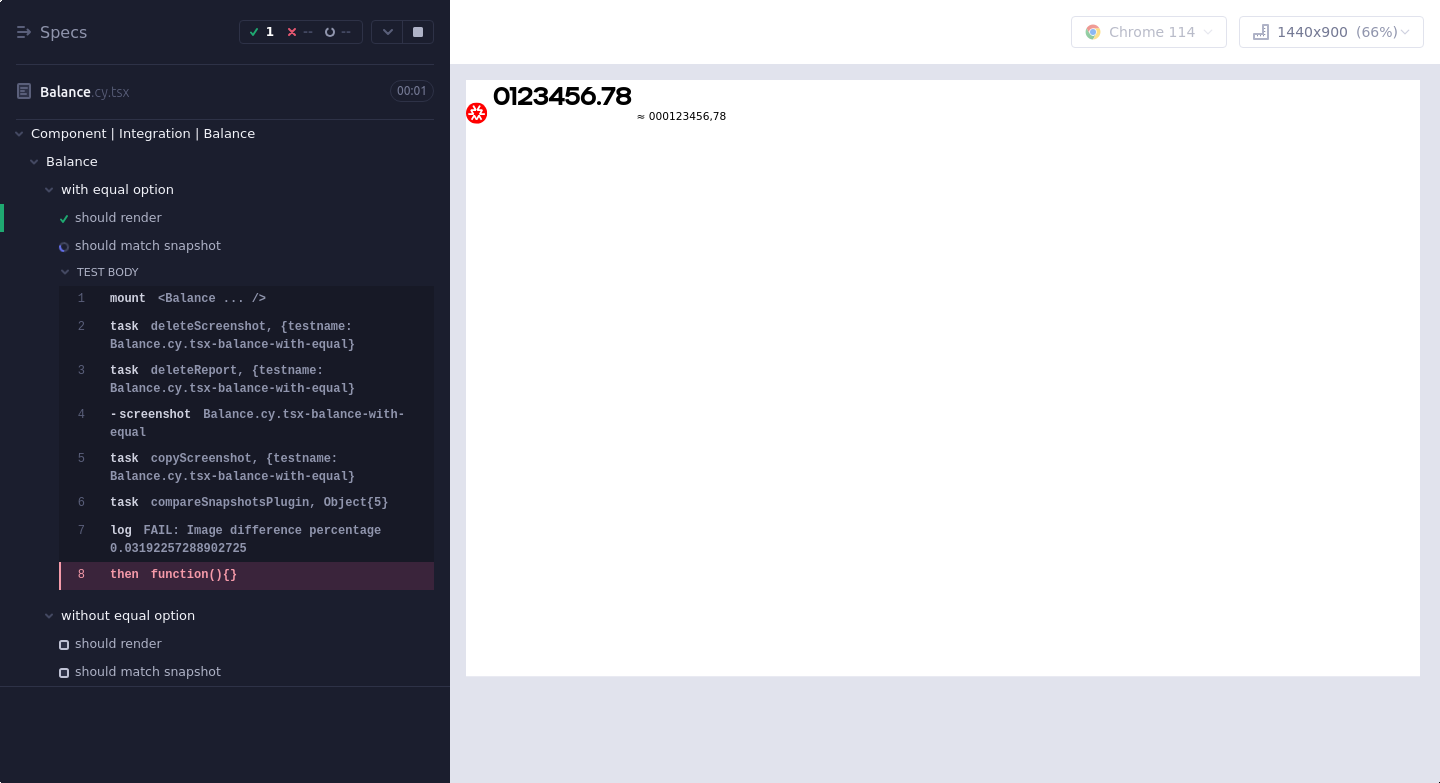 Specs
1 -- --
Balance.cy.tsx 00:01
Component | Integration | Balance
Balance
with equal option
should render
should match snapshot
TEST BODY
1 mount <Balance ... />
2 task deleteScreenshot, {testname:
Balance.cy.tsx-balance-with-equal}
3 task deleteReport, {testname:
Balance.cy.tsx-balance-with-equal}
4 -screenshot Balance.cy.tsx-balance-with-
equal
5 task copyScreenshot, {testname:
Balance.cy.tsx-balance-with-equal}
6 task compareSnapshotsPlugin, Object{5}
7 log FAIL: Image difference percentage
0.03192257288902725
8 then function(){}
without equal option
should render
should match snapshot
Chrome 114
1440x900 (66%)
0123456.78
≈ 000123456,78